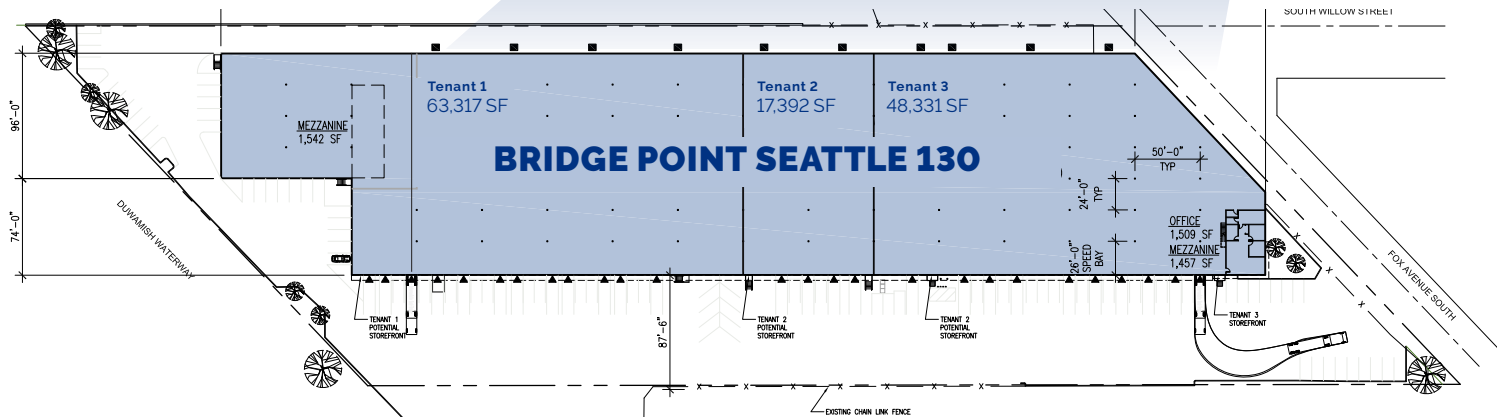 SOUTH WILLOW STREET
Tenant 1
63,317 SF
Tenant 2
17,392 SF
Tenant 3
48,331 SF
96'-0"
MEZZANINE
1,542 SF
BRIDGE POINT SEATTLE 130
50'-0"
TYP
24'-0"
TYP
DUWAMISH WATERWAY
74'-0"
OFFICE
1,509 SF
MEZZANINE
1,457 SF
26'-0"
SPEED
BAY
FOX AVENUE SOUTH
TENANT 1
POTENTIAL
STOREFRONT
87'-6"
TENANT 2
POTENTIAL
STOREFRONT
TENANT 2
POTENTIAL
STOREFRONT
TENANT 3
STOREFRONT
EXISTING CHAIN LINK FENCE